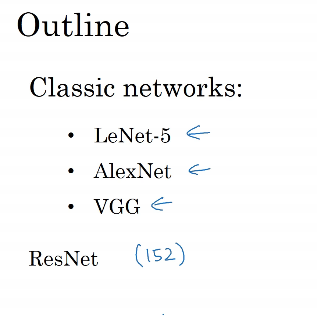 Outline
Classic networks:
• LeNet-5 ←
• AlexNet ←
• VGG ←
ResNet (152)